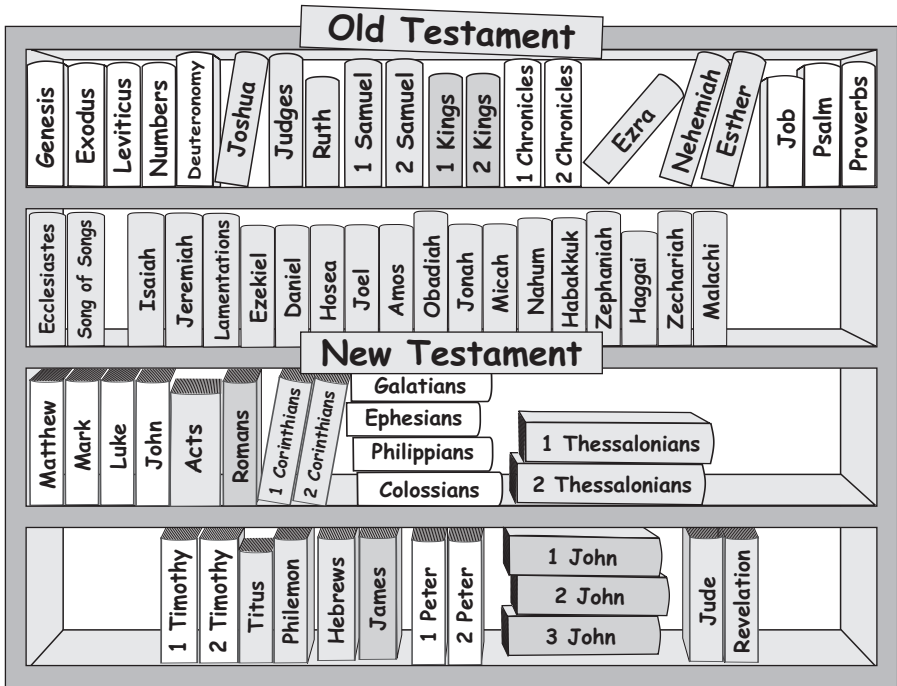 Old Testament
Genesis
Exodus
Leviticus
Numbers
Deuteronomy
Joshua
Judges
Ruth
1 Samuel
2 Samuel
1 Kings
2 Kings
1 Chronicles
2 Chronicles
Ezra
Nehemiah
Esther
Job
Psalm
Proverbs
Ecclesiastes
Song of Songs
Isaiah
Jeremiah
Lamentations
Ezekiel
Daniel
Hosea
Joel
Amos
Obadiah
Jonah
Micah
Nahum
Habakkuk
Zephaniah
Haggai
Zechariah
Malachi
New Testament
Matthew
Mark
Luke
John
Acts
Romans
1 Corinthians
2 Corinthians
Galatians
Ephesians
Philippians
Colossians
1 Thessalonians
2 Thessalonians
1 Timothy
2 Timothy
Titus
Philemon
Hebrews
James
1 Peter
2 Peter
1 John
2 John
3 John
Jude
Revelation